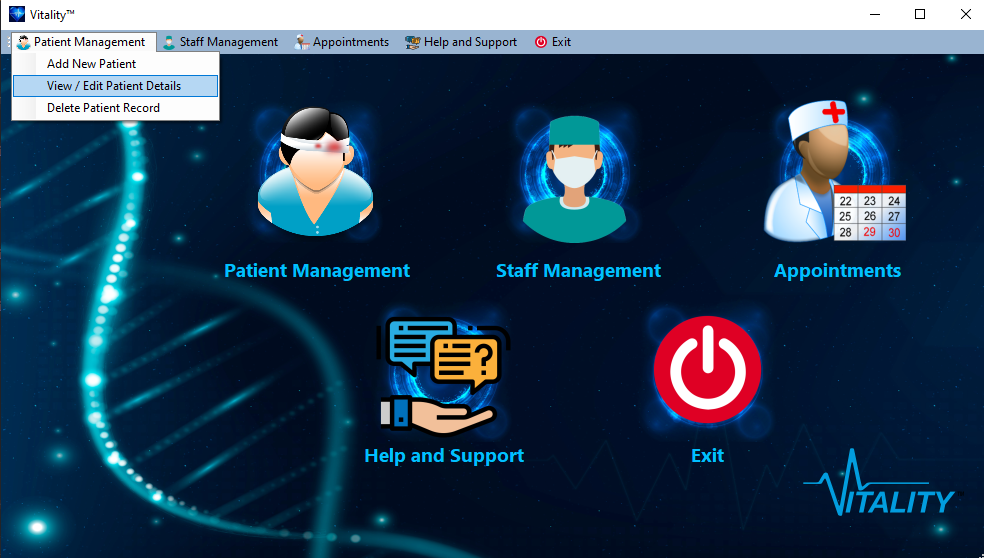 Vitality™
Patient Management Staff Management Appointments Help and Support Exit
Add New Patient
View / Edit Patient Details
Delete Patient Record
22 23 24
25 26 27
28 29 30
Patient Management Staff Management Appointments
?
Help and Support Exit
VITALITY